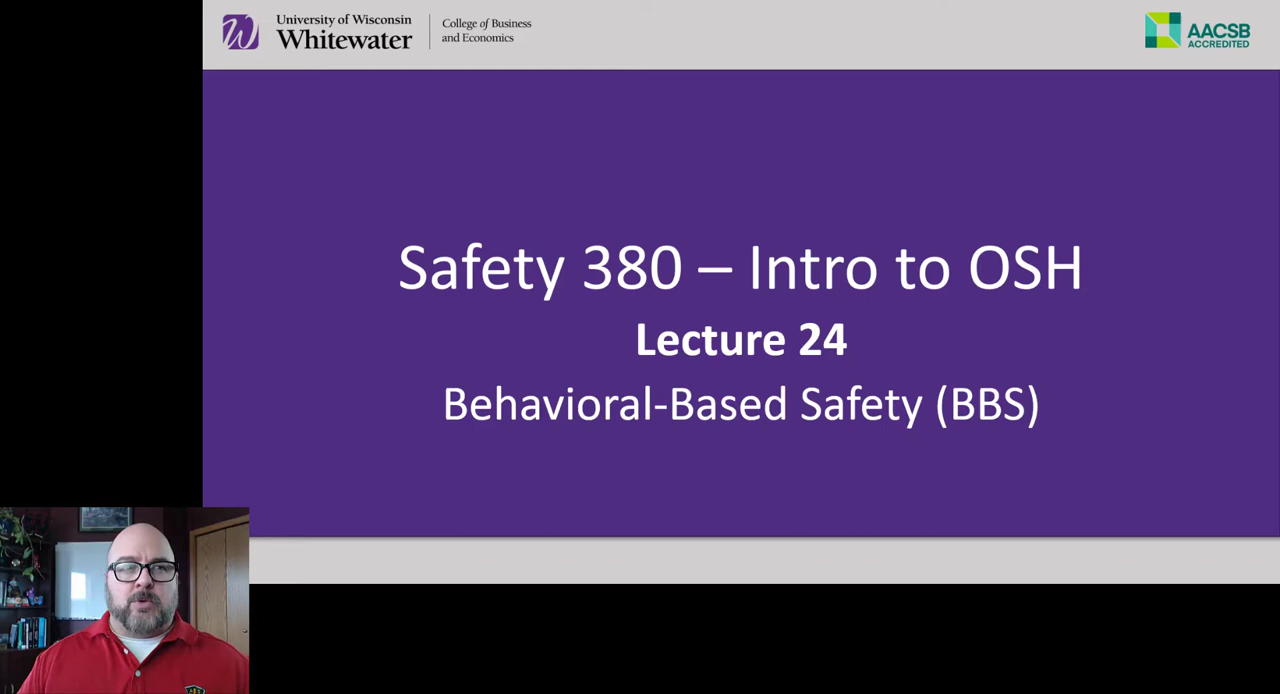 University of Wisconsin
Whitewater
College of Business
and Economics
AACSB
ACCREDITED
Safety 380 – Intro to OSH
Lecture 24
Behavioral-Based Safety (BBS)